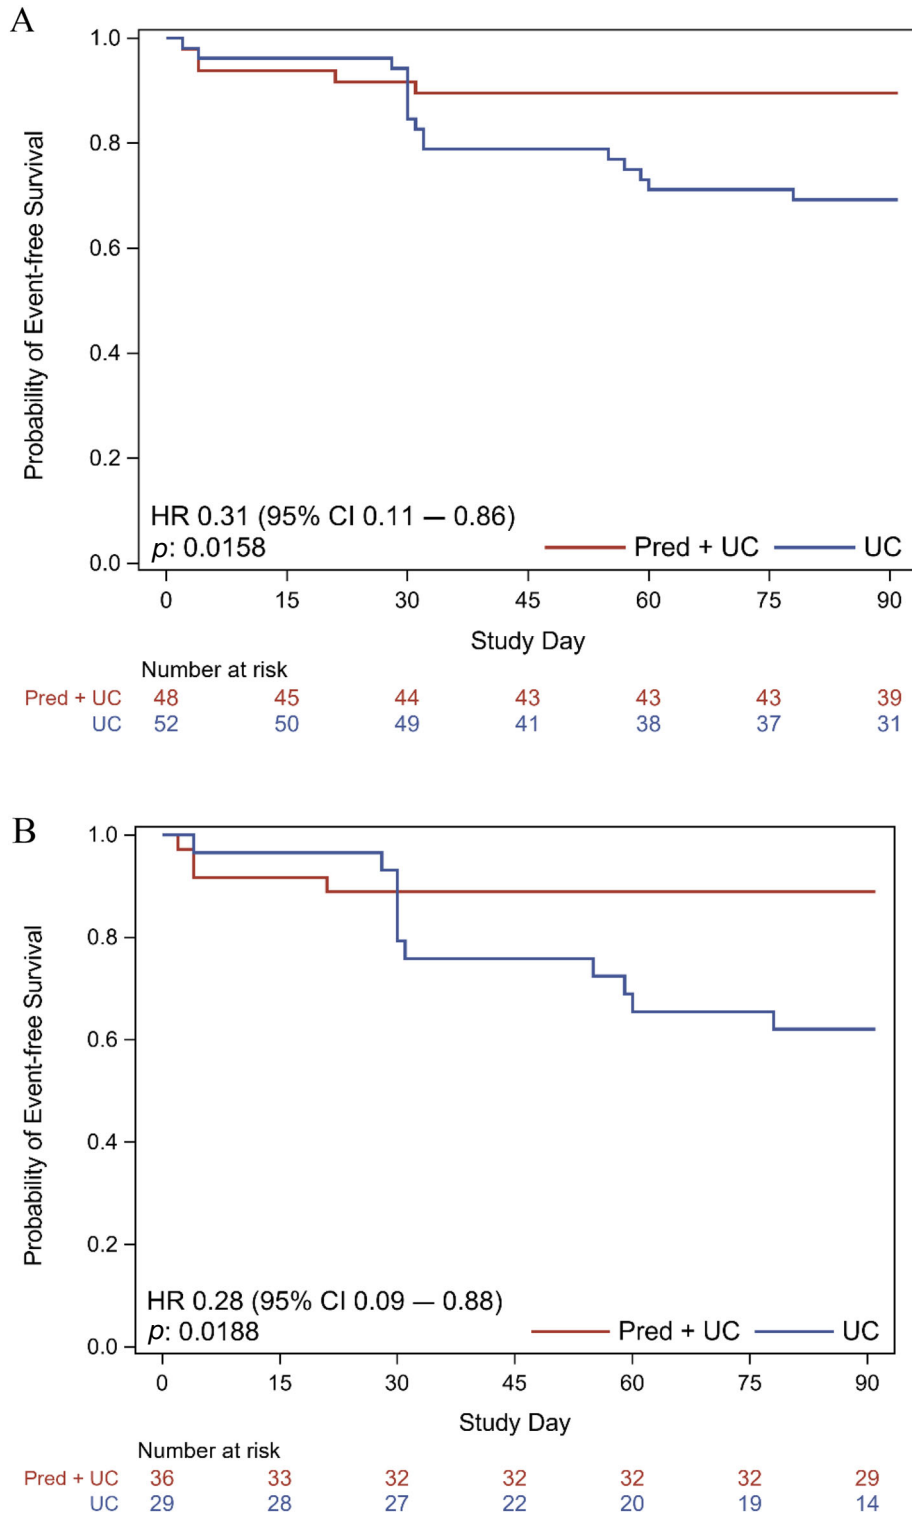 A
Probability of Event-free Survival
1.0
0.8
0.6
0.4
0.2
0.0
HR 0.31 (95% CI 0.11 — 0.86)
p: 0.0158
Pred + UC UC
0 15 30 45 60 75 90
Study Day
Number at risk
Pred + UC 48 45 44 43 43 43 39
UC 52 50 49 41 38 37 31
B
Probability of Event-free Survival
1.0
0.8
0.6
0.4
0.2
0.0
HR 0.28 (95% CI 0.09 — 0.88)
p: 0.0188
Pred + UC UC
0 15 30 45 60 75 90
Study Day
Number at risk
Pred + UC 36 33 32 32 32 32 29
UC 29 28 27 22 20 19 14